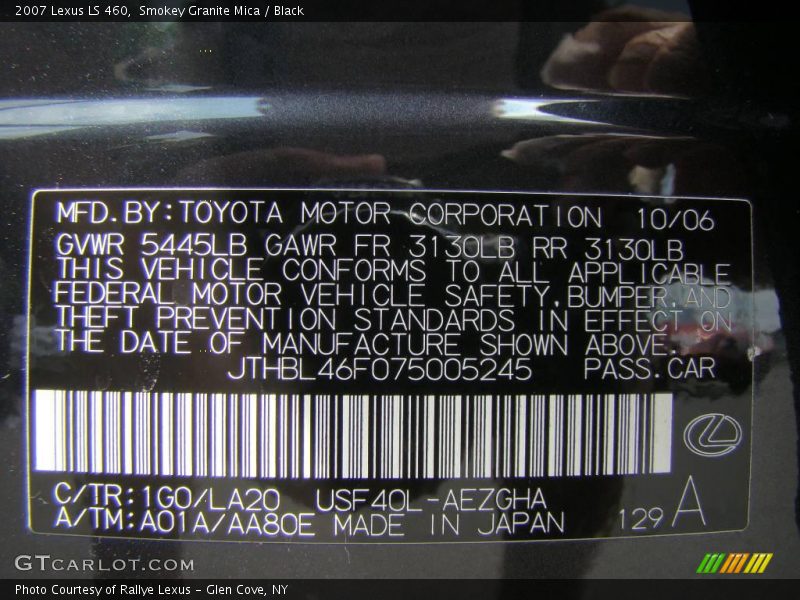 2007 Lexus LS 460, Smokey Granite Mica / Black
MFD.BY:TOYOTA MOTOR CORPORATION 10/06
GVWR 5445LB GAWR FR 3130LB RR 3130LB
THIS VEHICLE CONFORMS TO ALL APPLICABLE
FEDERAL MOTOR VEHICLE SAFETY,BUMPER,AND
THEFT PREVENTION STANDARDS IN EFFECT ON
THE DATE OF MANUFACTURE SHOWN ABOVE.
JTHBL46F075005245 PASS.CAR
C/TR:1G0/LA20 USF40L-AEZGHA
A/TM:A01A/AA80E MADE IN JAPAN 129 A
GTCARLOT.COM
Photo Courtesy of Rallye Lexus - Glen Cove, NY